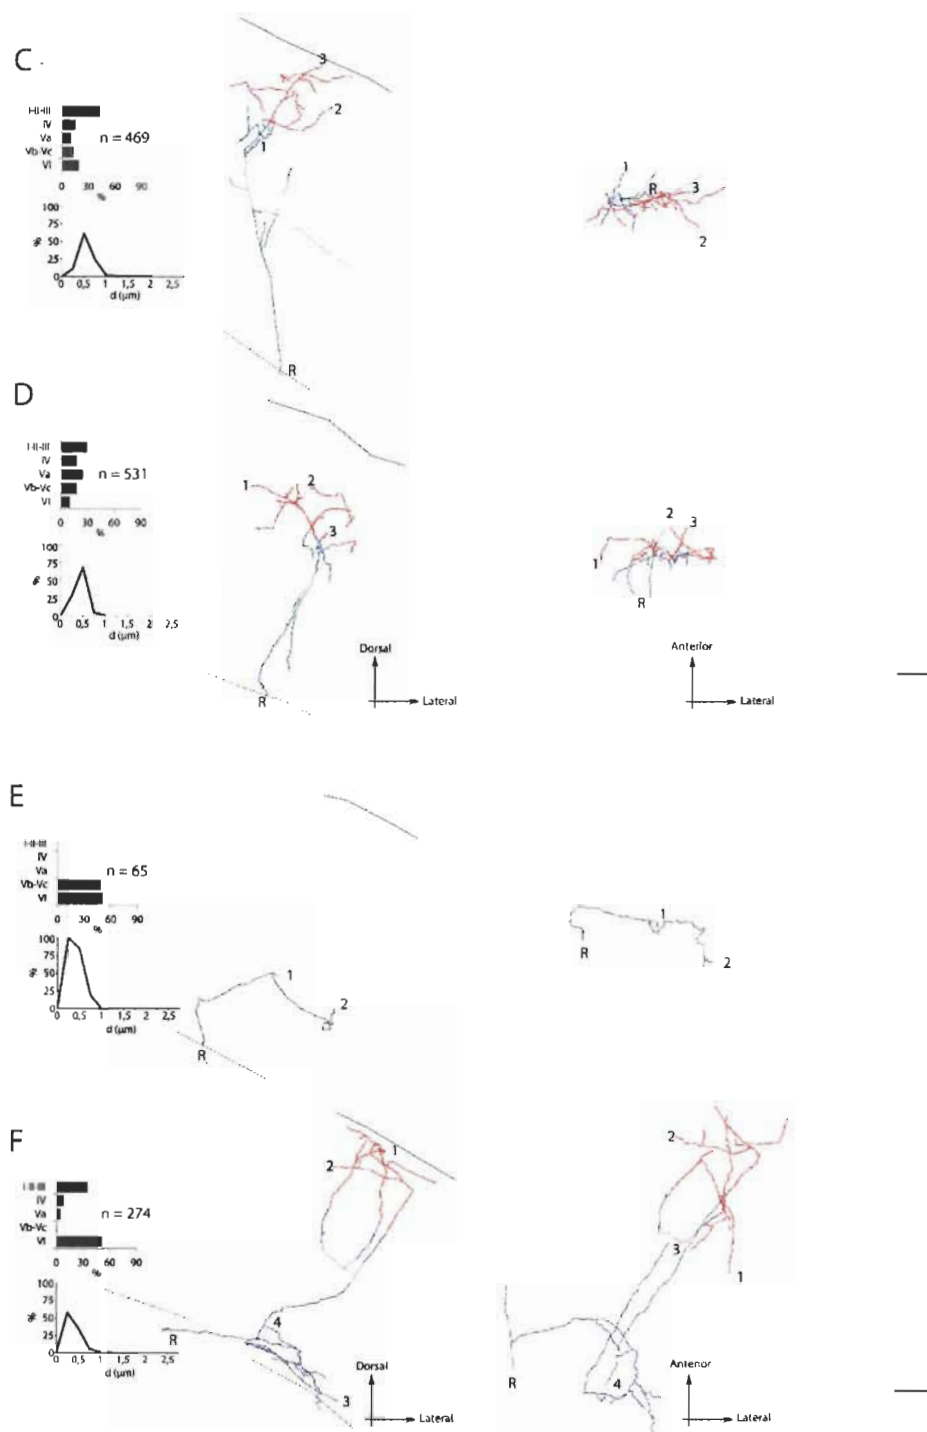 C
I-II-III
IV
Va
Vb-Vc
VI
n = 469
0 30 60 90
%
100
75
50
25
0
%
0 0,5 1 1,5 2 2,5
d (μm)
3
2
1
R
1
R
3
2
D
I-II-III
IV
Va
Vb-Vc
VI
n = 531
0 30 60 90
%
100
75
50
25
0
%
0 0,5 1 1,5 2 2,5
d (μm)
1
2
3
R
2
3
1
R
Dorsal
Lateral
Anterior
Lateral
E
I-II-III
IV
Va
Vb-Vc
VI
n = 65
0 30 60 90
%
100
75
50
25
0
%
0 0,5 1 1,5 2 2,5
d (μm)
1
2
R
1
R
2
F
I-II-III
IV
Va
Vb-Vc
VI
n = 274
0 30 60 90
%
100
75
50
25
0
%
0 0,5 1 1,5 2 2,5
d (μm)
1
2
R
4
3
2
3
1
R
4
Dorsal
Lateral
Anterior
Lateral